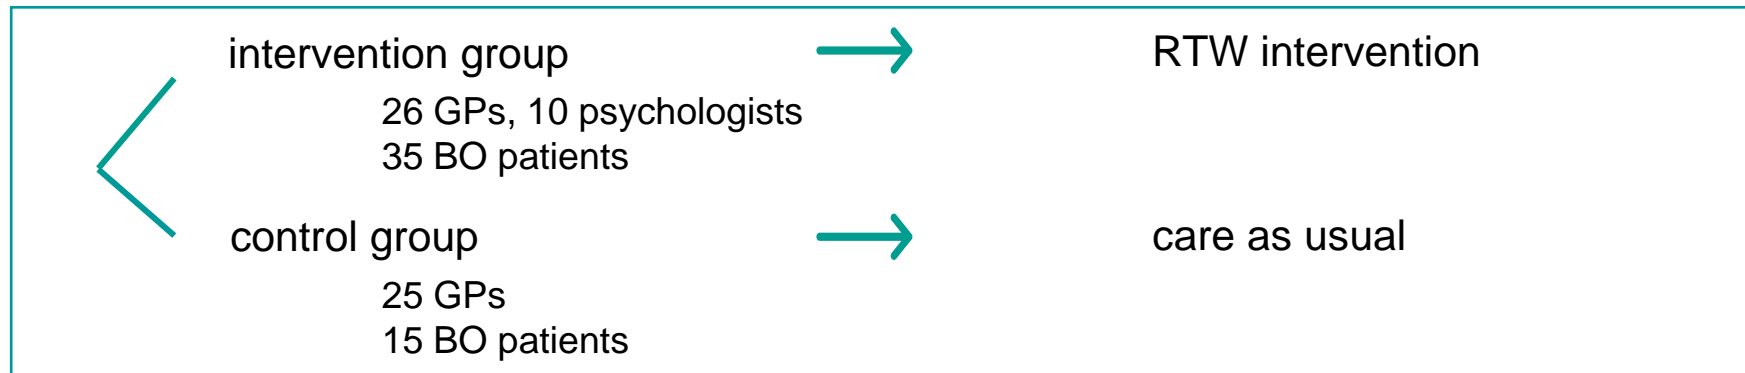 intervention group
RTW intervention
26 GPs, 10 psychologists
35 BO patients
control group
care as usual
25 GPs
15 BO patients